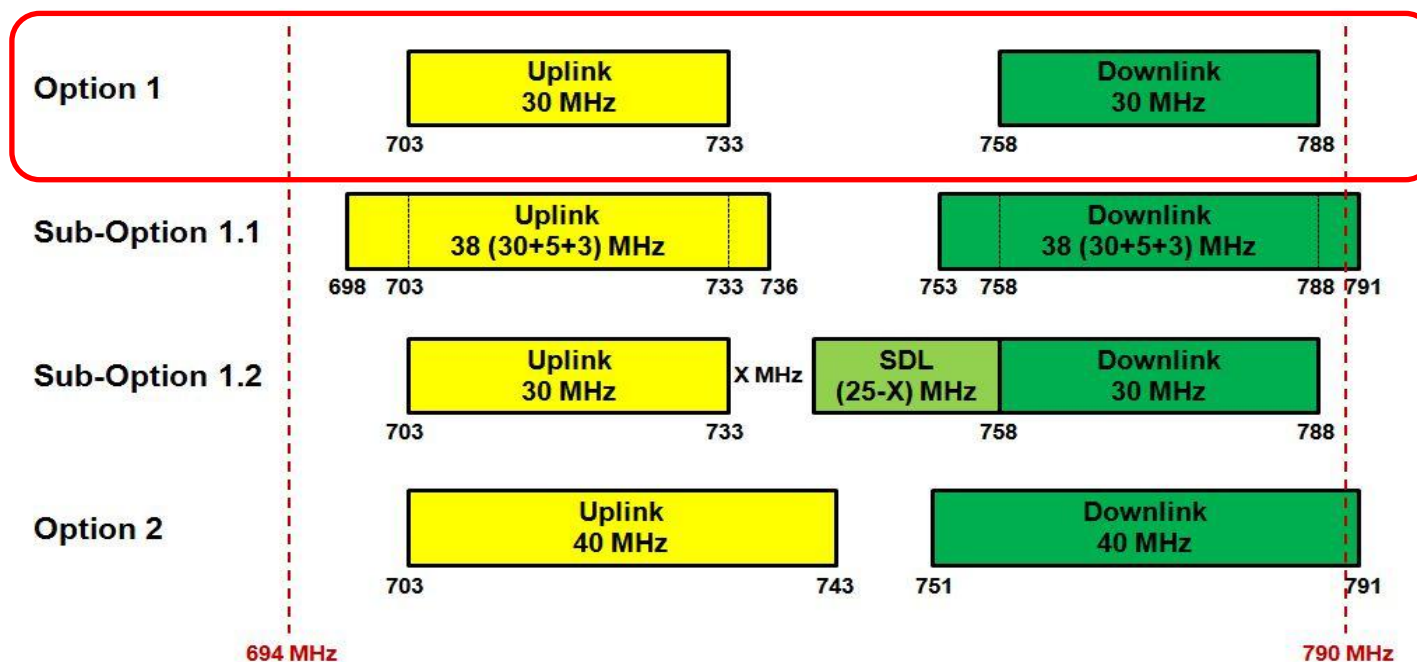 Option 1
Uplink
30 MHz
Downlink
30 MHz
703 733 758 788
Sub-Option 1.1
Uplink
38 (30+5+3) MHz
Downlink
38 (30+5+3) MHz
698 703 733 736 753 758 788 791
Sub-Option 1.2
Uplink
30 MHz
X MHz
SDL
(25-X) MHz
Downlink
30 MHz
703 733 758 788
Option 2
Uplink
40 MHz
Downlink
40 MHz
703 743 751 791
694 MHz 790 MHz